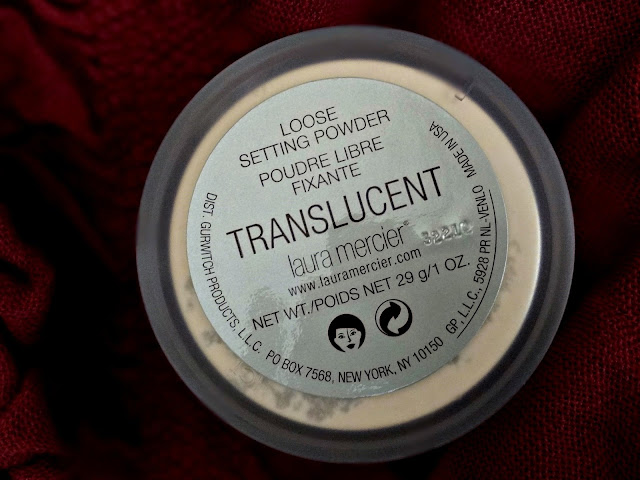 LOOSE
SETTING POWDER
POUDRE LIBRE
FIXANTE
TRANSLUCENT
laura mercier®
www.lauramercier.com
NET WT./POIDS NET 29 g/1 OZ.
DIST. GURWITCH PRODUCTS, L.L.C. PO BOX 7568, NEW YORK, NY 10150 GP, L.L.C., 5928 PR NL-VENLO MADE IN USA